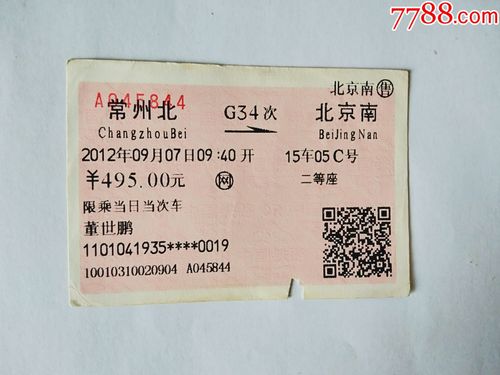 7788.com
北京南售
A045844
常州北 G34次 北京南
ChangzhouBei BeiJingNan
2012年09月07日09:40开 15车05C号
￥495.00元 网 二等座
限乘当日当次车
董世鹏
1101041935****0019
10010310020904 A045844